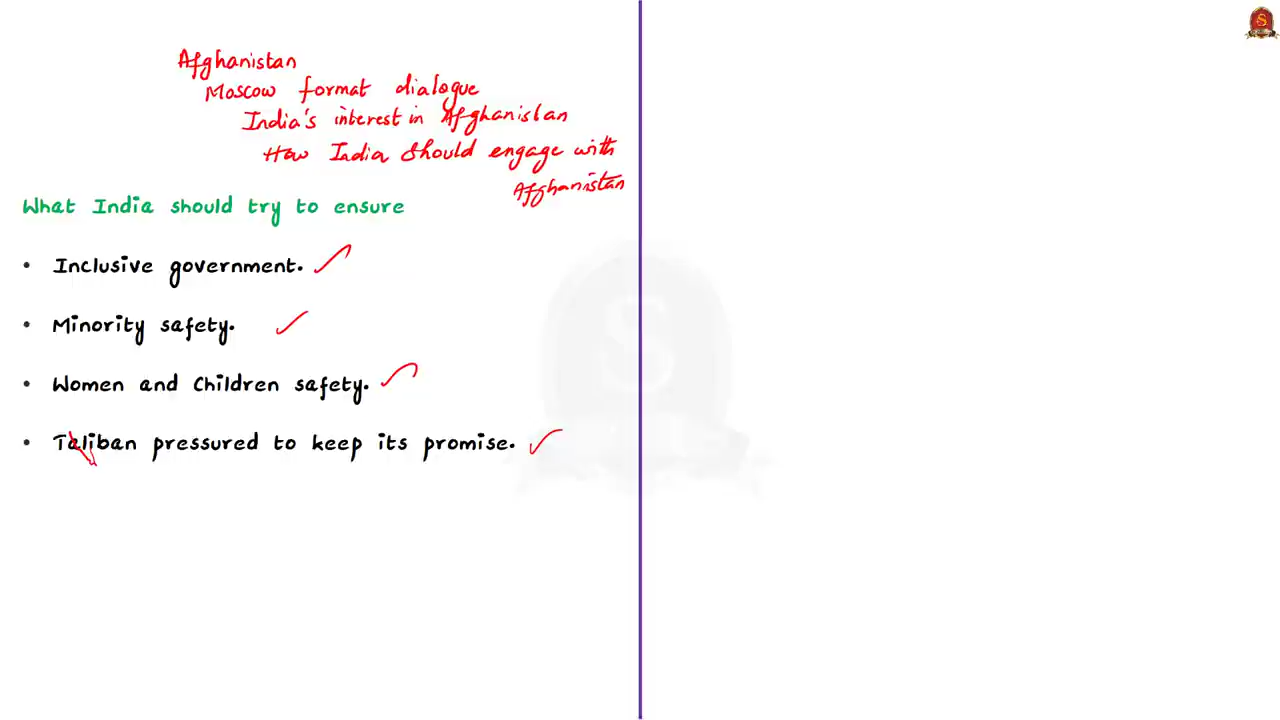 Afghanistan
Moscow format dialogue
India's interest in Afghanistan
How India should engage with
Afghanistan
What India should try to ensure
• Inclusive government.
• Minority safety.
• Women and Children safety.
• Taliban pressured to keep its promise.
S
S